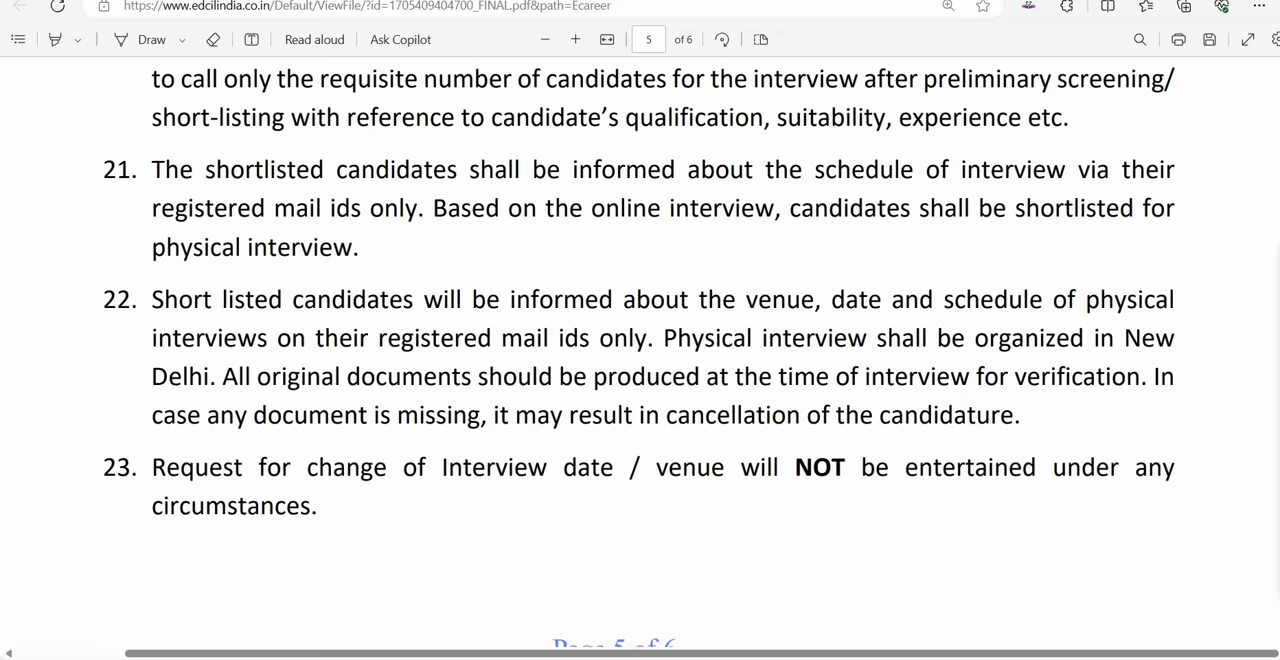 https://www.edcilindia.co.in/Default/ViewFile/?id=1705409404700_FINAL.pdf&path=Ecareer
Draw Read aloud Ask Copilot 5 of 6
to call only the requisite number of candidates for the interview after preliminary screening/
short-listing with reference to candidate’s qualification, suitability, experience etc.
21. The shortlisted candidates shall be informed about the schedule of interview via their
registered mail ids only. Based on the online interview, candidates shall be shortlisted for
physical interview.
22. Short listed candidates will be informed about the venue, date and schedule of physical
interviews on their registered mail ids only. Physical interview shall be organized in New
Delhi. All original documents should be produced at the time of interview for verification. In
case any document is missing, it may result in cancellation of the candidature.
23. Request for change of Interview date / venue will NOT be entertained under any
circumstances.
Page 5 of 6